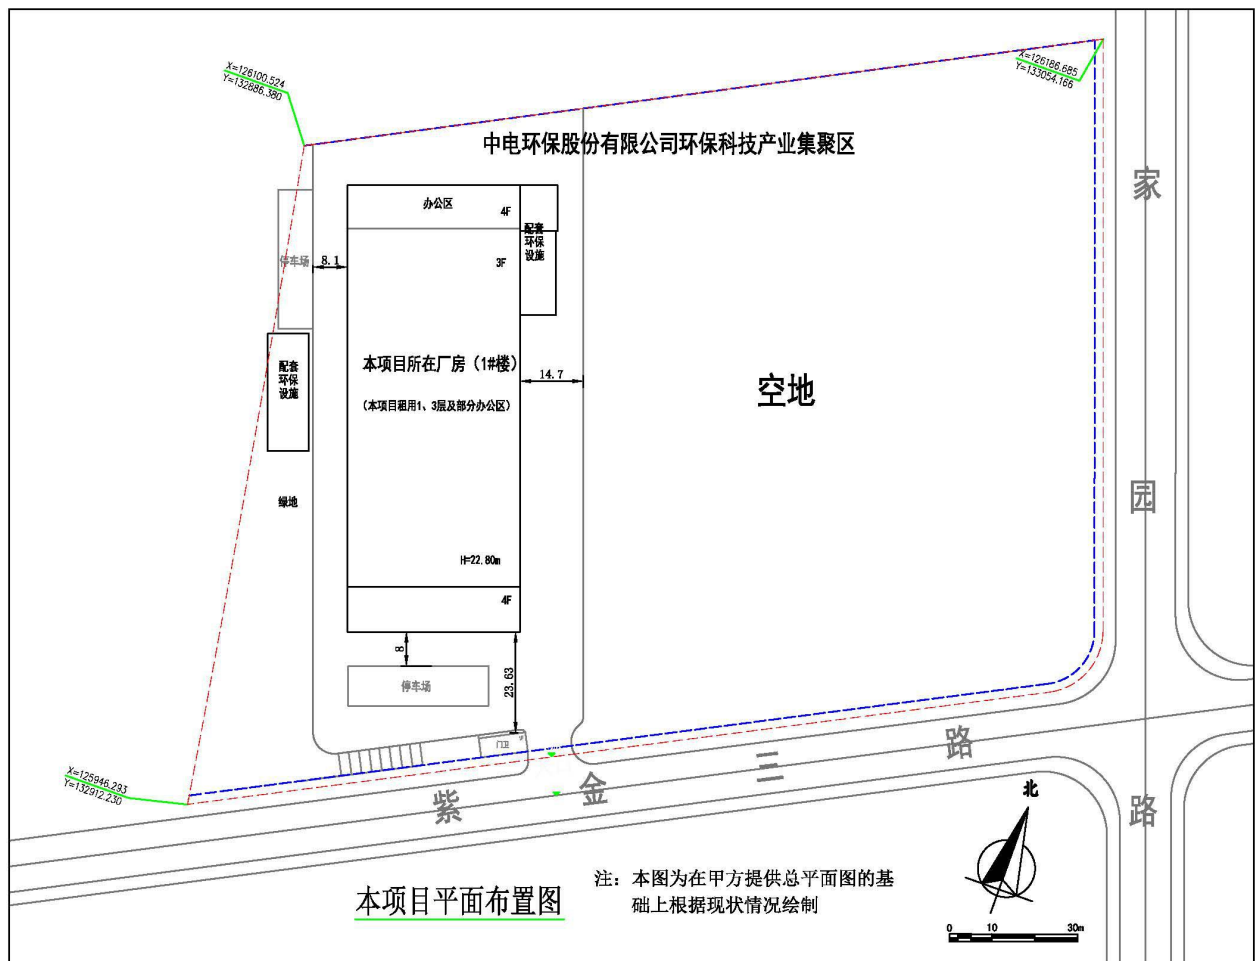 X=126100.524
Y=132686.380
X=126186.685
Y=133054.166
中电环保股份有限公司环保科技产业集聚区
家
办公区
4F
配套
环保
设施
停车场
8.1
3F
本项目所在厂房（1#楼）
14.7
（本项目租用1、3层及部分办公区）
配套
环保
设施
空地
绿地
园
H=22.80m
4F
8
23.63
停车场
门卫
X=125946.293
Y=132912.230
紫
金
三
路
路
北
本项目平面布置图
注：本图为在甲方提供总平面图的基
础上根据现状情况绘制
0
10
30m